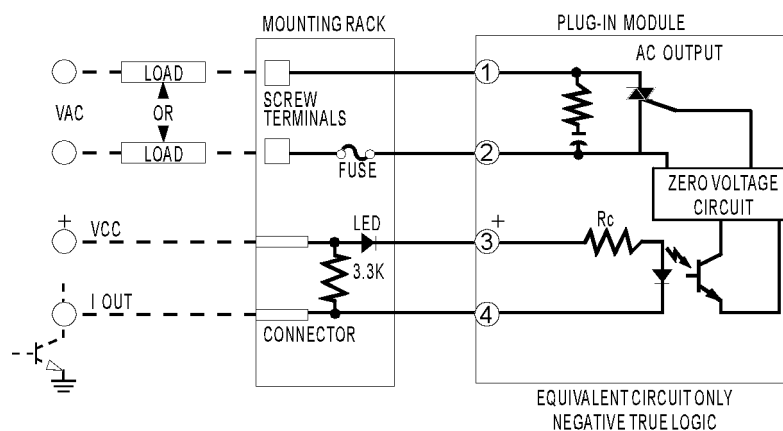 MOUNTING RACK
PLUG-IN MODULE
AC OUTPUT
LOAD
1
VAC
OR
SCREW
TERMINALS
LOAD
2
FUSE
ZERO VOLTAGE
CIRCUIT
+
VCC
LED
3
+
Rc
3.3K
I OUT
4
CONNECTOR
EQUIVALENT CIRCUIT ONLY
NEGATIVE TRUE LOGIC